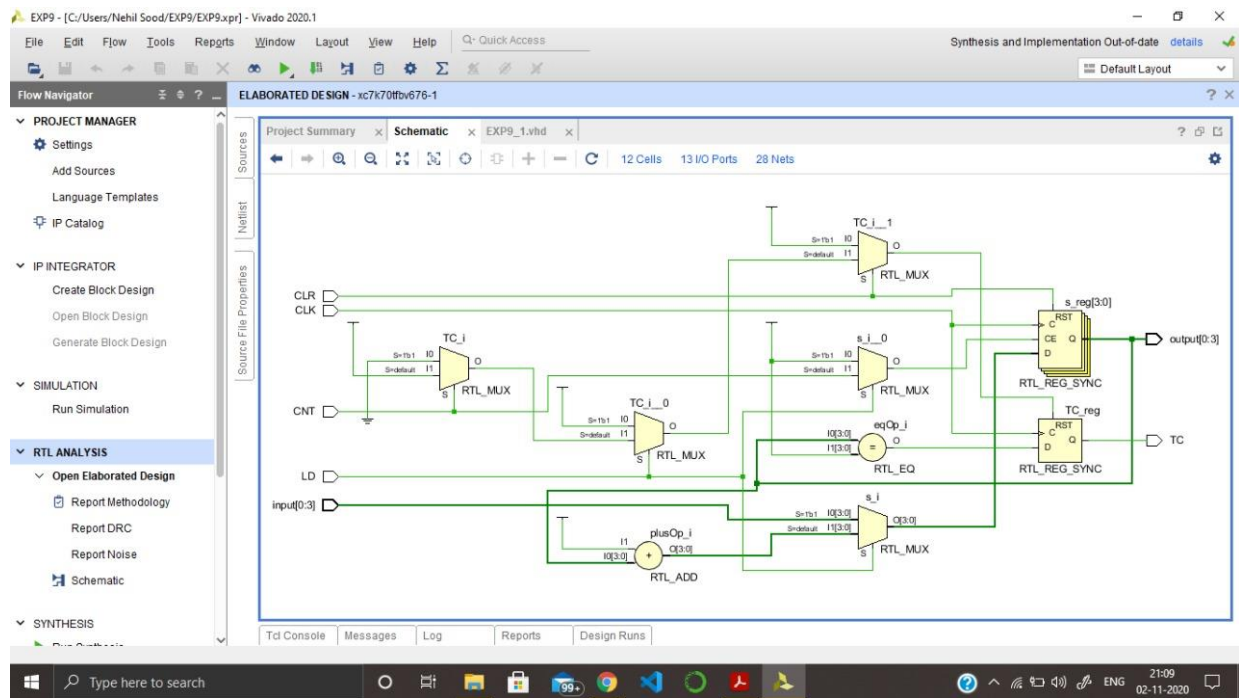 EXP9 - [C:/Users/Nehil Sood/EXP9/EXP9.xpr] - Vivado 2020.1
File Edit Flow Tools Reports Window Layout View Help Q- Quick Access
Synthesis and Implementation Out-of-date details
Default Layout
Flow Navigator
ELABORATED DESIGN - xc7k70tfbv676-1
PROJECT MANAGER
Settings
Add Sources
Language Templates
IP Catalog
IP INTEGRATOR
Create Block Design
Open Block Design
Generate Block Design
SIMULATION
Run Simulation
RTL ANALYSIS
Open Elaborated Design
Report Methodology
Report DRC
Report Noise
Schematic
SYNTHESIS
Sources
Netlist
Source File Properties
Project Summary Schematic EXP9_1.vhd
12 Cells 13 I/O Ports 28 Nets
TC_i__1
S=1'b1 I0
O
S=default I1
S RTL_MUX
CLR
CLK
s_reg[3:0]
RST
C
CE Q
D
output[0:3]
RTL_REG_SYNC
TC_i
S=1'b1 I0
O
S=default I1
S RTL_MUX
s_i__0
S=1'b1 I0
O
S=default I1
S RTL_MUX
CNT
TC_i__0
S=1'b1 I0
O
S=default I1
S RTL_MUX
eqOp_i
I0[3:0]
O
I1[3:0]
=
RTL_EQ
TC_reg
RST
C
Q
D
TC
RTL_REG_SYNC
LD
input[0:3]
s_i
S=1'b1 I0[3:0]
O[3:0]
S=default I1[3:0]
S RTL_MUX
plusOp_i
I1
O[3:0]
I0[3:0]
+
RTL_ADD
Tcl Console Messages Log Reports Design Runs
Type here to search
99+
ENG
21:09
02-11-2020